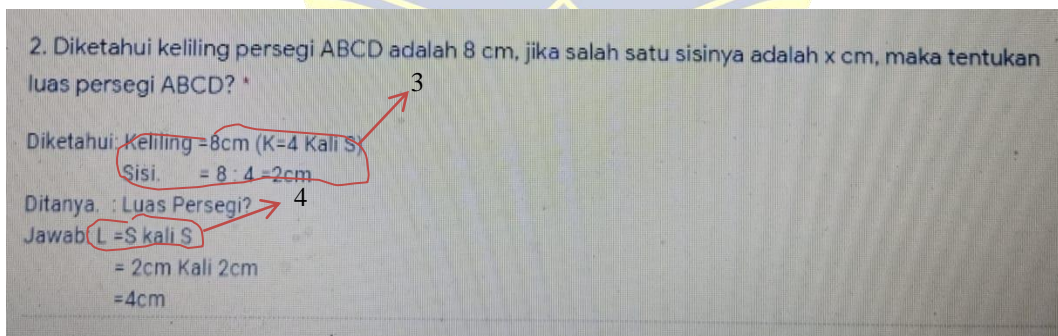 2. Diketahui keliling persegi ABCD adalah 8 cm, jika salah satu sisinya adalah x cm, maka tentukan
luas persegi ABCD? *
3
Diketahui: Keliling =8cm (K=4 Kali S)
Sisi. = 8 : 4 =2cm
Ditanya. : Luas Persegi?
4
Jawab: L =S kali S
= 2cm Kali 2cm
=4cm